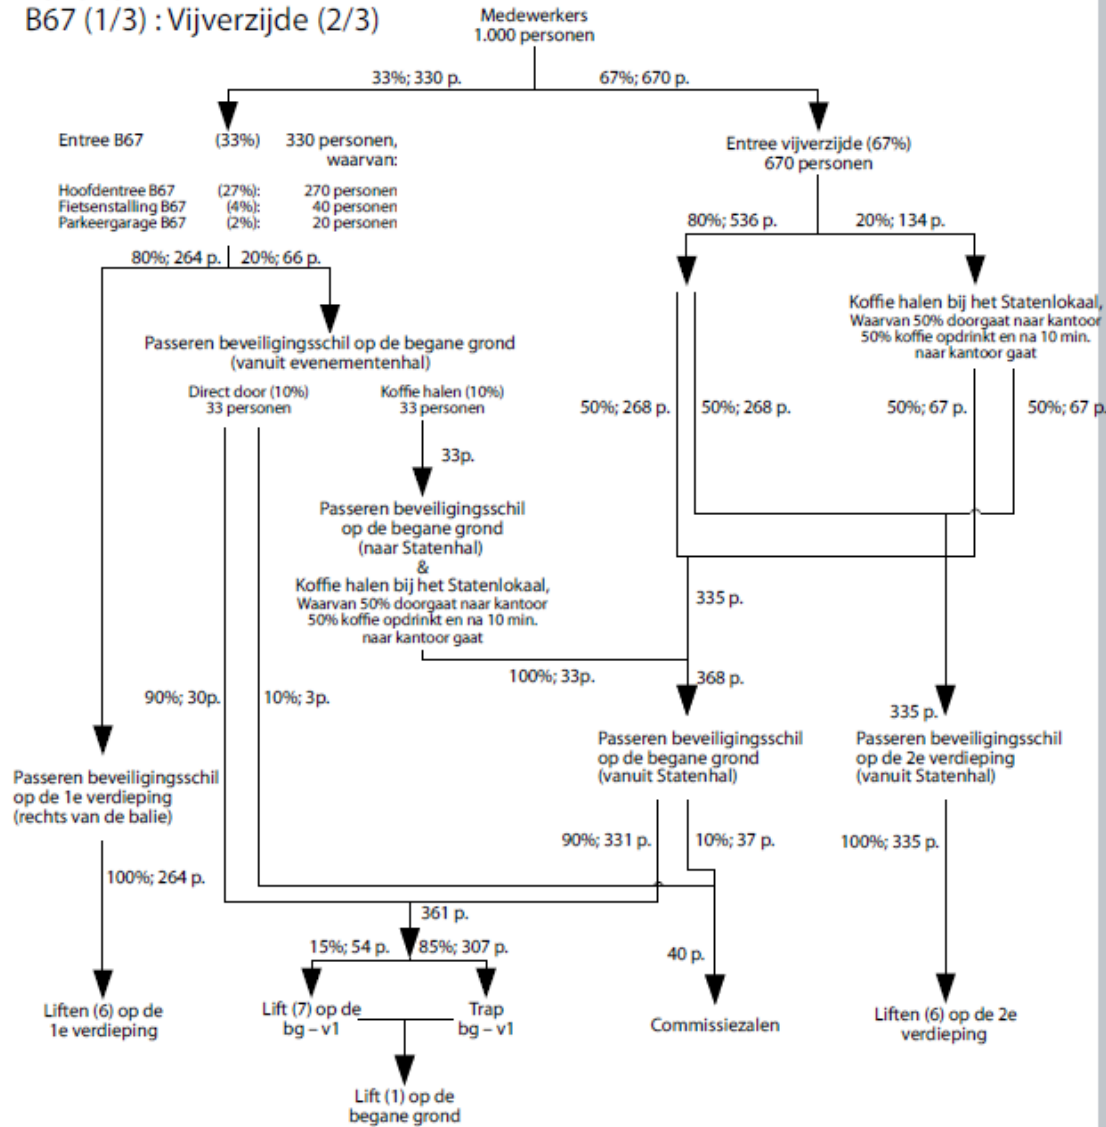 B67 (1/3) : Vijverzijde (2/3)
Medewerkers
1.000 personen
33%; 330 p.
67%; 670 p.
Entree B67 (33%) 330 personen,
waarvan:
Hoofdentree B67 (27%): 270 personen
Fietsenstalling B67 (4%): 40 personen
Parkeergarage B67 (2%): 20 personen
Entree vijverzijde (67%)
670 personen
80%; 536 p.
20%; 134 p.
80%; 264 p.
20%; 66 p.
Koffie halen bij het Statenlokaal,
Waarvan 50% doorgaat naar kantoor
50% koffie opdrinkt en na 10 min.
naar kantoor gaat
Passeren beveiligingsschil op de begane grond
(vanuit evenementenhal)
Direct door (10%)
33 personen
Koffie halen (10%)
33 personen
50%; 268 p.
50%; 268 p.
50%; 67 p.
50%; 67 p.
33p.
Passeren beveiligingsschil
op de begane grond
(naar Statenhal)
&
Koffie halen bij het Statenlokaal,
Waarvan 50% doorgaat naar kantoor
50% koffie opdrinkt en na 10 min.
naar kantoor gaat
335 p.
100%; 33p.
368 p.
90%; 30p.
10%; 3p.
335 p.
Passeren beveiligingsschil
op de begane grond
(vanuit Statenhal)
Passeren beveiligingsschil
op de 2e verdieping
(vanuit Statenhal)
Passeren beveiligingsschil
op de 1e verdieping
(rechts van de balie)
90%; 331 p.
10%; 37 p.
100%; 335 p.
100%; 264 p.
361 p.
15%; 54 p.
85%; 307 p.
40 p.
Liften (6) op de
1e verdieping
Lift (7) op de
bg – v1
Trap
bg – v1
Commissiezalen
Liften (6) op de 2e
verdieping
Lift (1) op de
begane grond